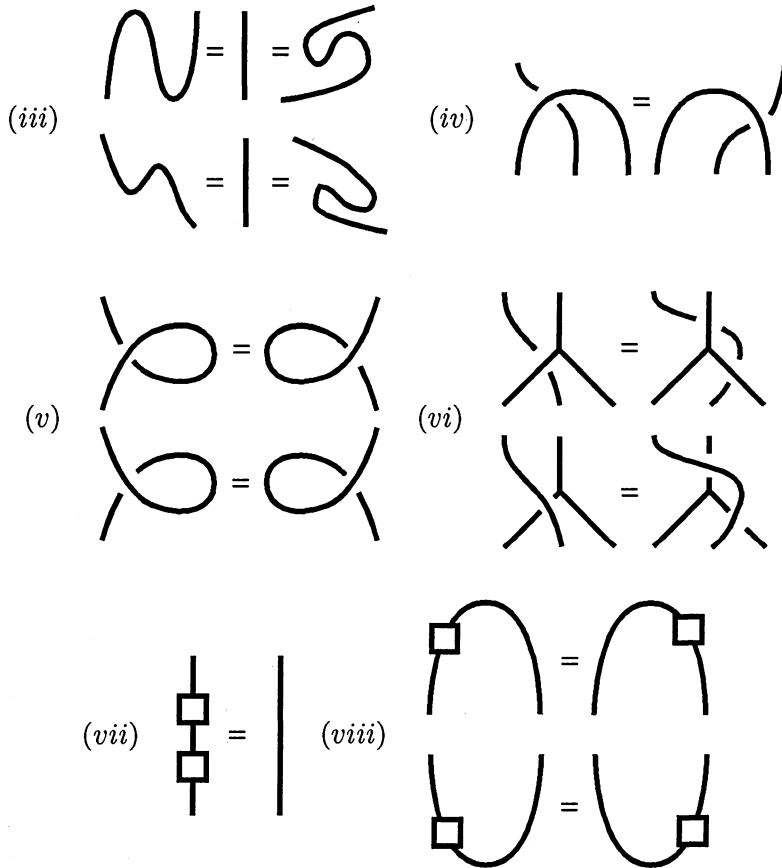 (iii) = =
= =
(iv) =
(v) =
=
(vi) =
=
(vii) =
(viii) =
=